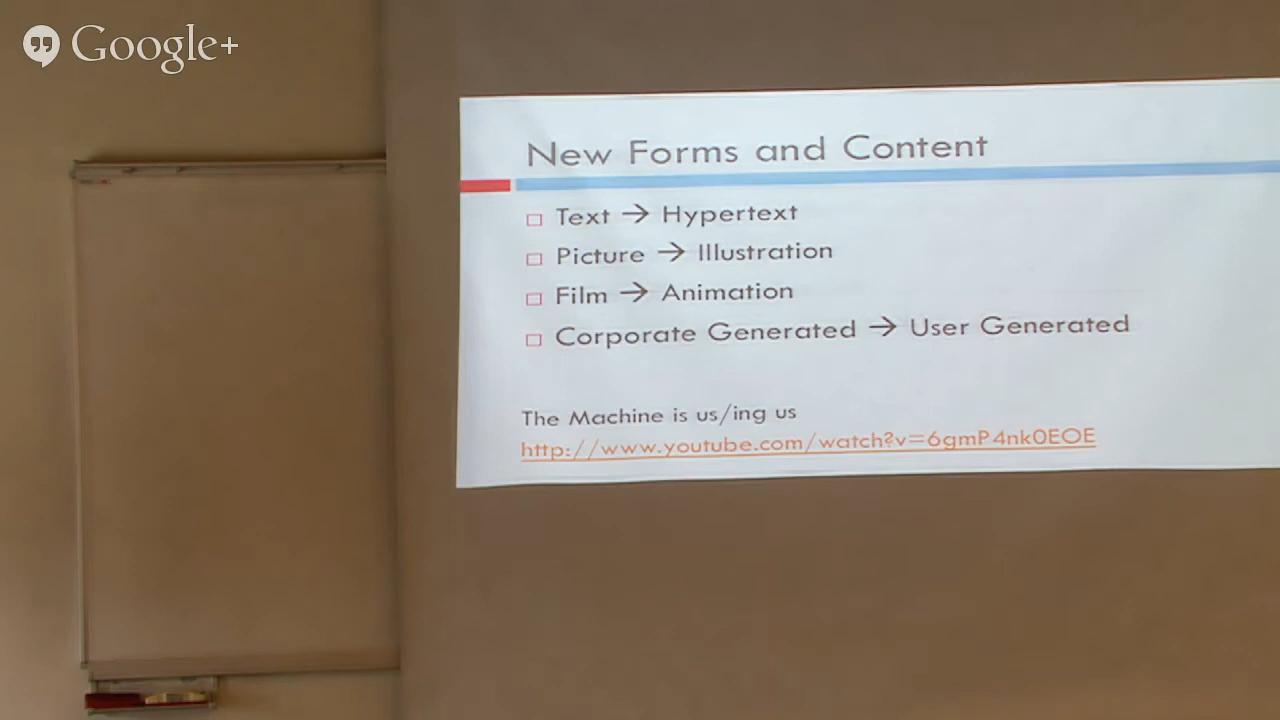 Google+
New Forms and Content
Text → Hypertext
Picture → Illustration
Film → Animation
Corporate Generated → User Generated
The Machine is us/ing us
http://www.youtube.com/watch?v=6gmP4nk0EOE